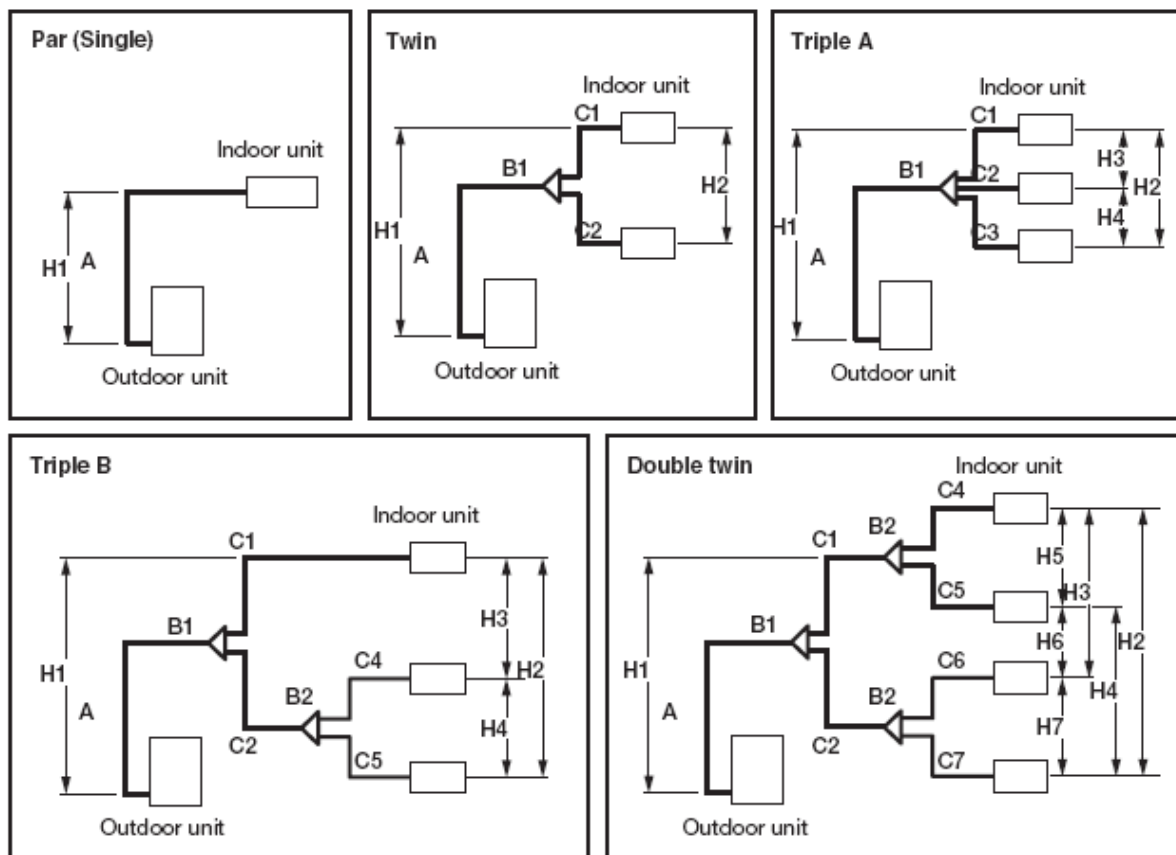 Par (Single)
Indoor unit
H1
A
Outdoor unit
Twin
Indoor unit
C1
B1
H2
H1
C2
A
Outdoor unit
Triple A
Indoor unit
C1
H3
B1
C2
H2
H1
H4
C3
A
Outdoor unit
Triple B
Indoor unit
C1
H3
B1
H1
C4
H2
A
B2
H4
C2
C5
Outdoor unit
Double twin
Indoor unit
C4
B2
C1
H5
C5
H3
B1
H6
H2
H1
C6
H4
A
B2
H7
C2
C7
Outdoor unit